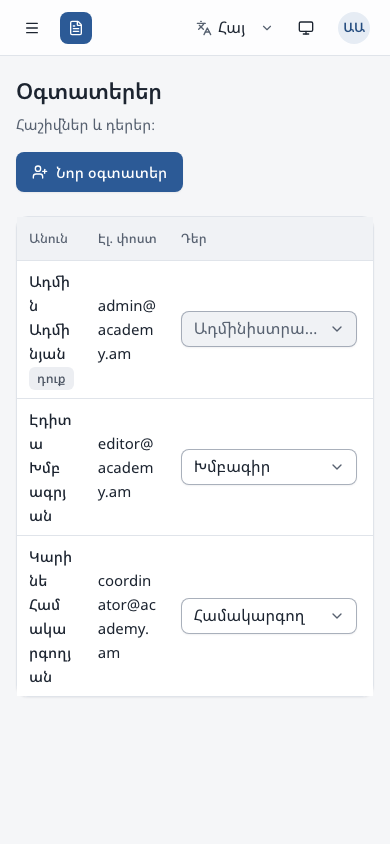 Հայ
ԱԱ
Օգտատերեր
Հաշիվներ և դերեր։
Նոր օգտատեր
Անուն
Էլ. փոստ
Դեր
Ադմի
ն
Ադմի
նյան
դուք
admin@
academ
y.am
Ադմինիստրա...
Էդիտ
ա
Խմբ
ագրյ
ան
editor@
academ
y.am
Խմբագիր
Կարի
նե
Համ
ակա
րգողյ
ան
coordin
ator@ac
ademy.
am
Համակարգող